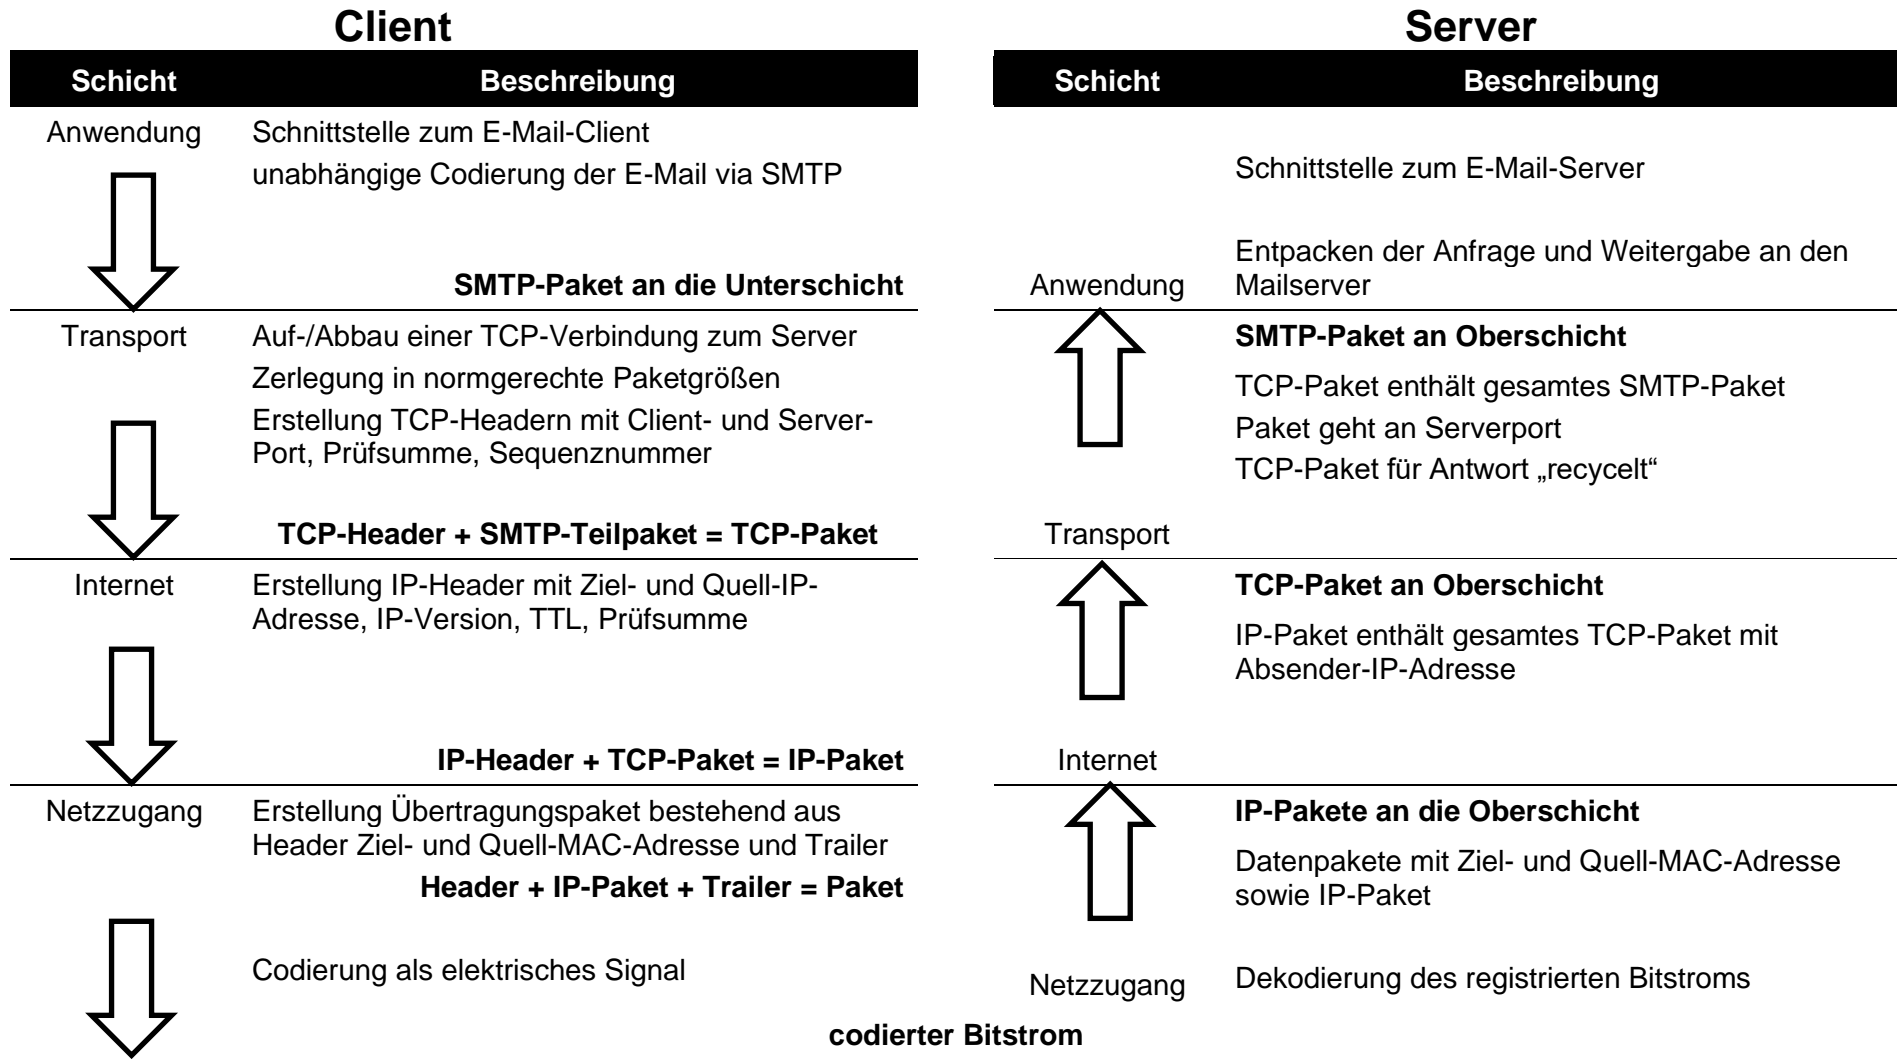 Client
Schicht Beschreibung
Anwendung Schnittstelle zum E-Mail-Client
unabhängige Codierung der E-Mail via SMTP
SMTP-Paket an die Unterschicht
Transport Auf-/Abbau einer TCP-Verbindung zum Server
Zerlegung in normgerechte Paketgrößen
Erstellung TCP-Headern mit Client- und Server-
Port, Prüfsumme, Sequenznummer
TCP-Header + SMTP-Teilpaket = TCP-Paket
Internet Erstellung IP-Header mit Ziel- und Quell-IP-
Adresse, IP-Version, TTL, Prüfsumme
IP-Header + TCP-Paket = IP-Paket
Netzzugang Erstellung Übertragungspaket bestehend aus
Header Ziel- und Quell-MAC-Adresse und Trailer
Header + IP-Paket + Trailer = Paket
Codierung als elektrisches Signal
Server
Schicht Beschreibung
Schnittstelle zum E-Mail-Server
Entpacken der Anfrage und Weitergabe an den
Anwendung Mailserver
SMTP-Paket an Oberschicht
TCP-Paket enthält gesamtes SMTP-Paket
Paket geht an Serverport
TCP-Paket für Antwort „recycelt“
Transport
TCP-Paket an Oberschicht
IP-Paket enthält gesamtes TCP-Paket mit
Absender-IP-Adresse
Internet
IP-Pakete an die Oberschicht
Datenpakete mit Ziel- und Quell-MAC-Adresse
sowie IP-Paket
Netzzugang Dekodierung des registrierten Bitstroms
codierter Bitstrom